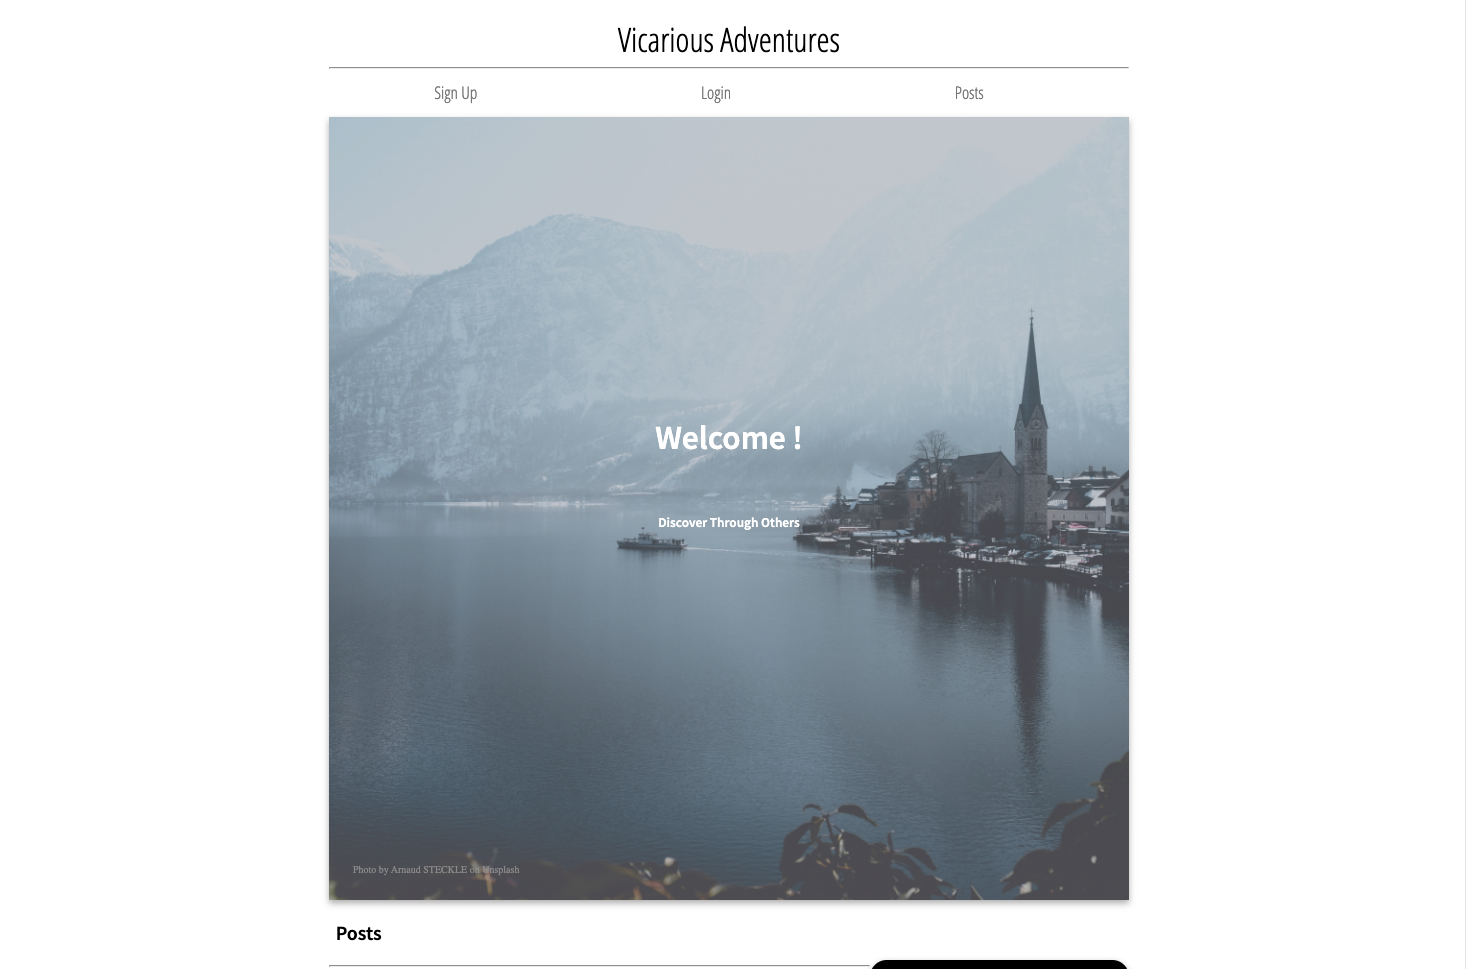 Vicarious Adventures
Sign Up
Login
Posts
Welcome !
Discover Through Others
Photo by Arnaud STECKLE on Unsplash
Posts